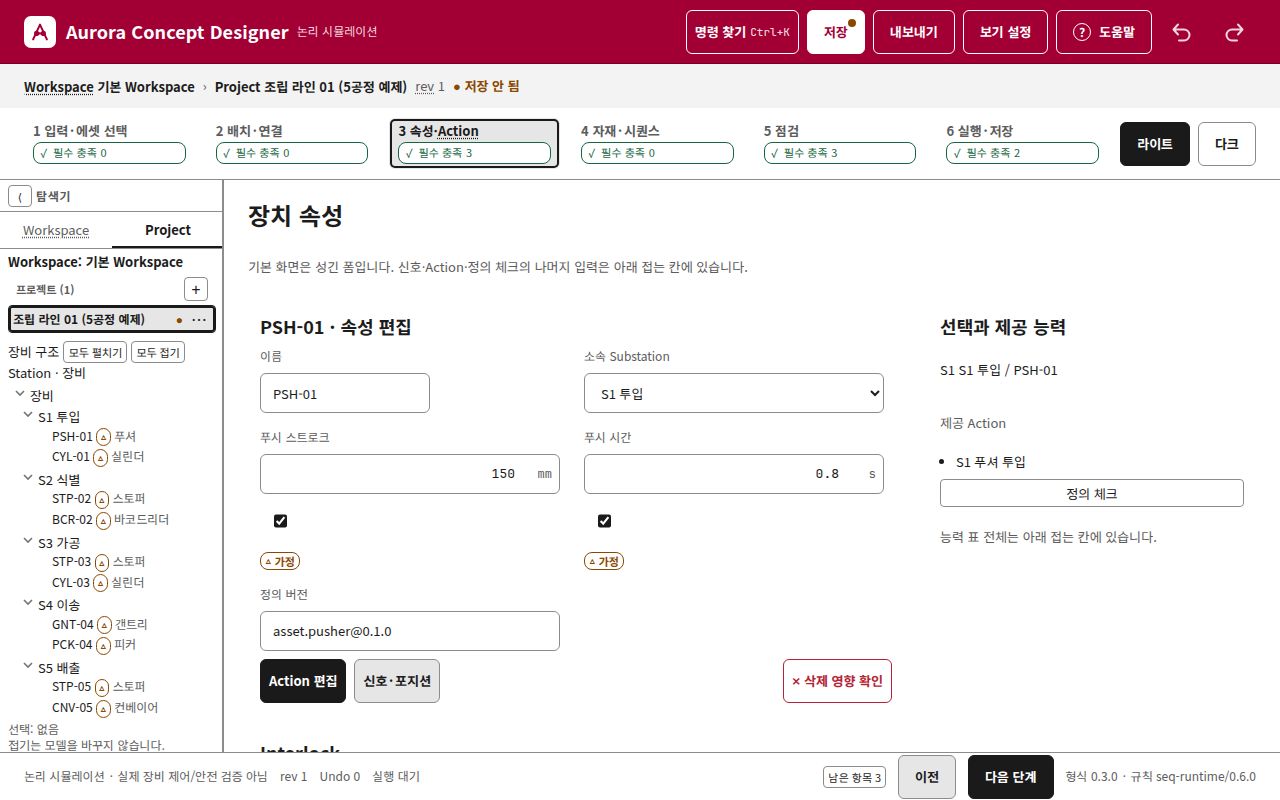 Aurora Concept Designer 논리 시뮬레이션
명령 찾기 Ctrl+K 저장 내보내기 보기 설정 ? 도움말
Workspace 기본 Workspace › Project 조립 라인 01 (5공정 예제) rev 1 ● 저장 안 됨
1 입력·에셋 선택
✓ 필수 충족 0
2 배치·연결
✓ 필수 충족 0
3 속성·Action
✓ 필수 충족 3
4 자재·시퀀스
✓ 필수 충족 0
5 점검
✓ 필수 충족 3
6 실행·저장
✓ 필수 충족 2
라이트 다크
⟨ 탐색기
Workspace Project
Workspace: 기본 Workspace
프로젝트 (1) +
조립 라인 01 (5공정 예제) ● ···
장비 구조 모두 펼치기 모두 접기
Station · 장비
장비
S1 투입
PSH-01 △ 푸셔
CYL-01 △ 실린더
S2 식별
STP-02 △ 스토퍼
BCR-02 △ 바코드리더
S3 가공
STP-03 △ 스토퍼
CYL-03 △ 실린더
S4 이송
GNT-04 △ 갠트리
PCK-04 △ 피커
S5 배출
STP-05 △ 스토퍼
CNV-05 △ 컨베이어
선택: 없음
접기는 모델을 바꾸지 않습니다.
장치 속성
기본 화면은 성긴 폼입니다. 신호·Action·정의 체크의 나머지 입력은 아래 접는 칸에 있습니다.
PSH-01 · 속성 편집
이름
PSH-01
소속 Substation
S1 투입
푸시 스트로크
150 mm
푸시 시간
0.8 s
△ 가정
△ 가정
정의 버전
asset.pusher@0.1.0
Action 편집 신호·포지션 × 삭제 영향 확인
Interlock
선택과 제공 능력
S1 S1 투입 / PSH-01
제공 Action
• S1 푸셔 투입
정의 체크
능력 표 전체는 아래 접는 칸에 있습니다.
논리 시뮬레이션 · 실제 장비 제어/안전 검증 아님 rev 1 Undo 0 실행 대기
남은 항목 3 이전 다음 단계 형식 0.3.0 · 규칙 seq-runtime/0.6.0